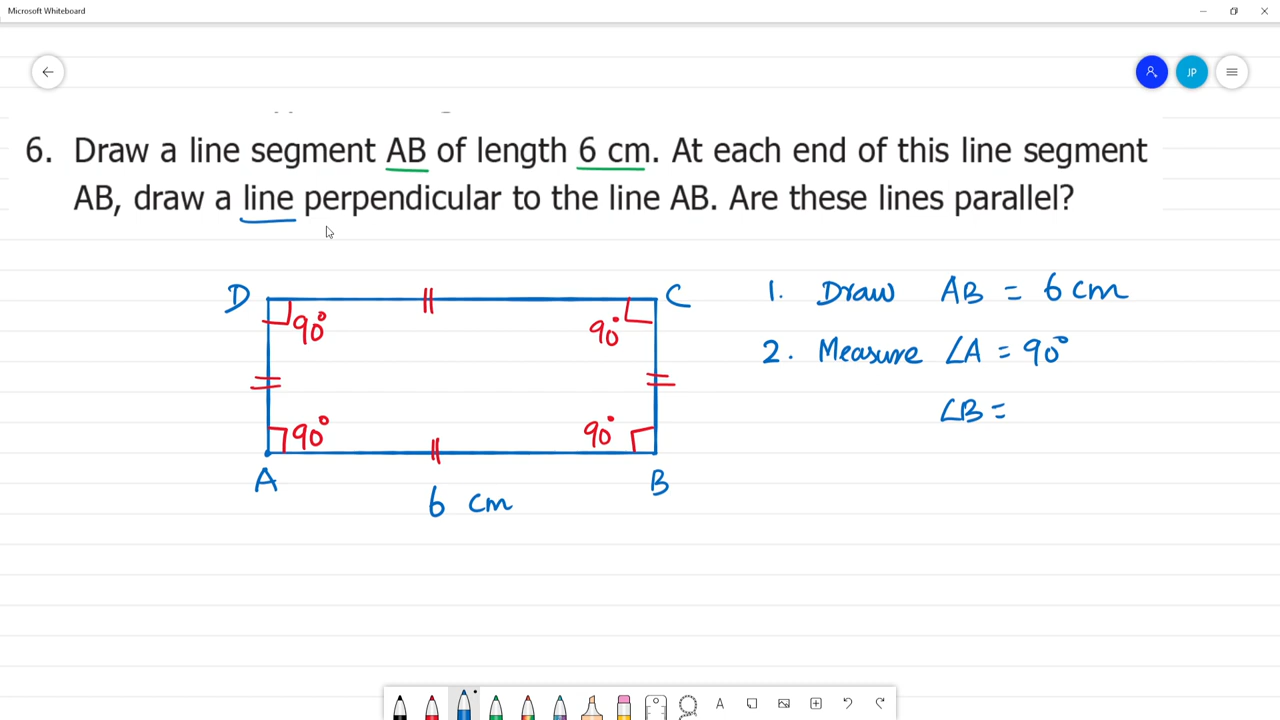 Microsoft Whiteboard
JP
6. Draw a line segment AB of length 6 cm. At each end of this line segment
AB, draw a line perpendicular to the line AB. Are these lines parallel?
D
C
90°
90°
90°
90°
A
B
6 cm
1. Draw AB = 6 cm
2. Measure ∠A = 90°
∠B =
A